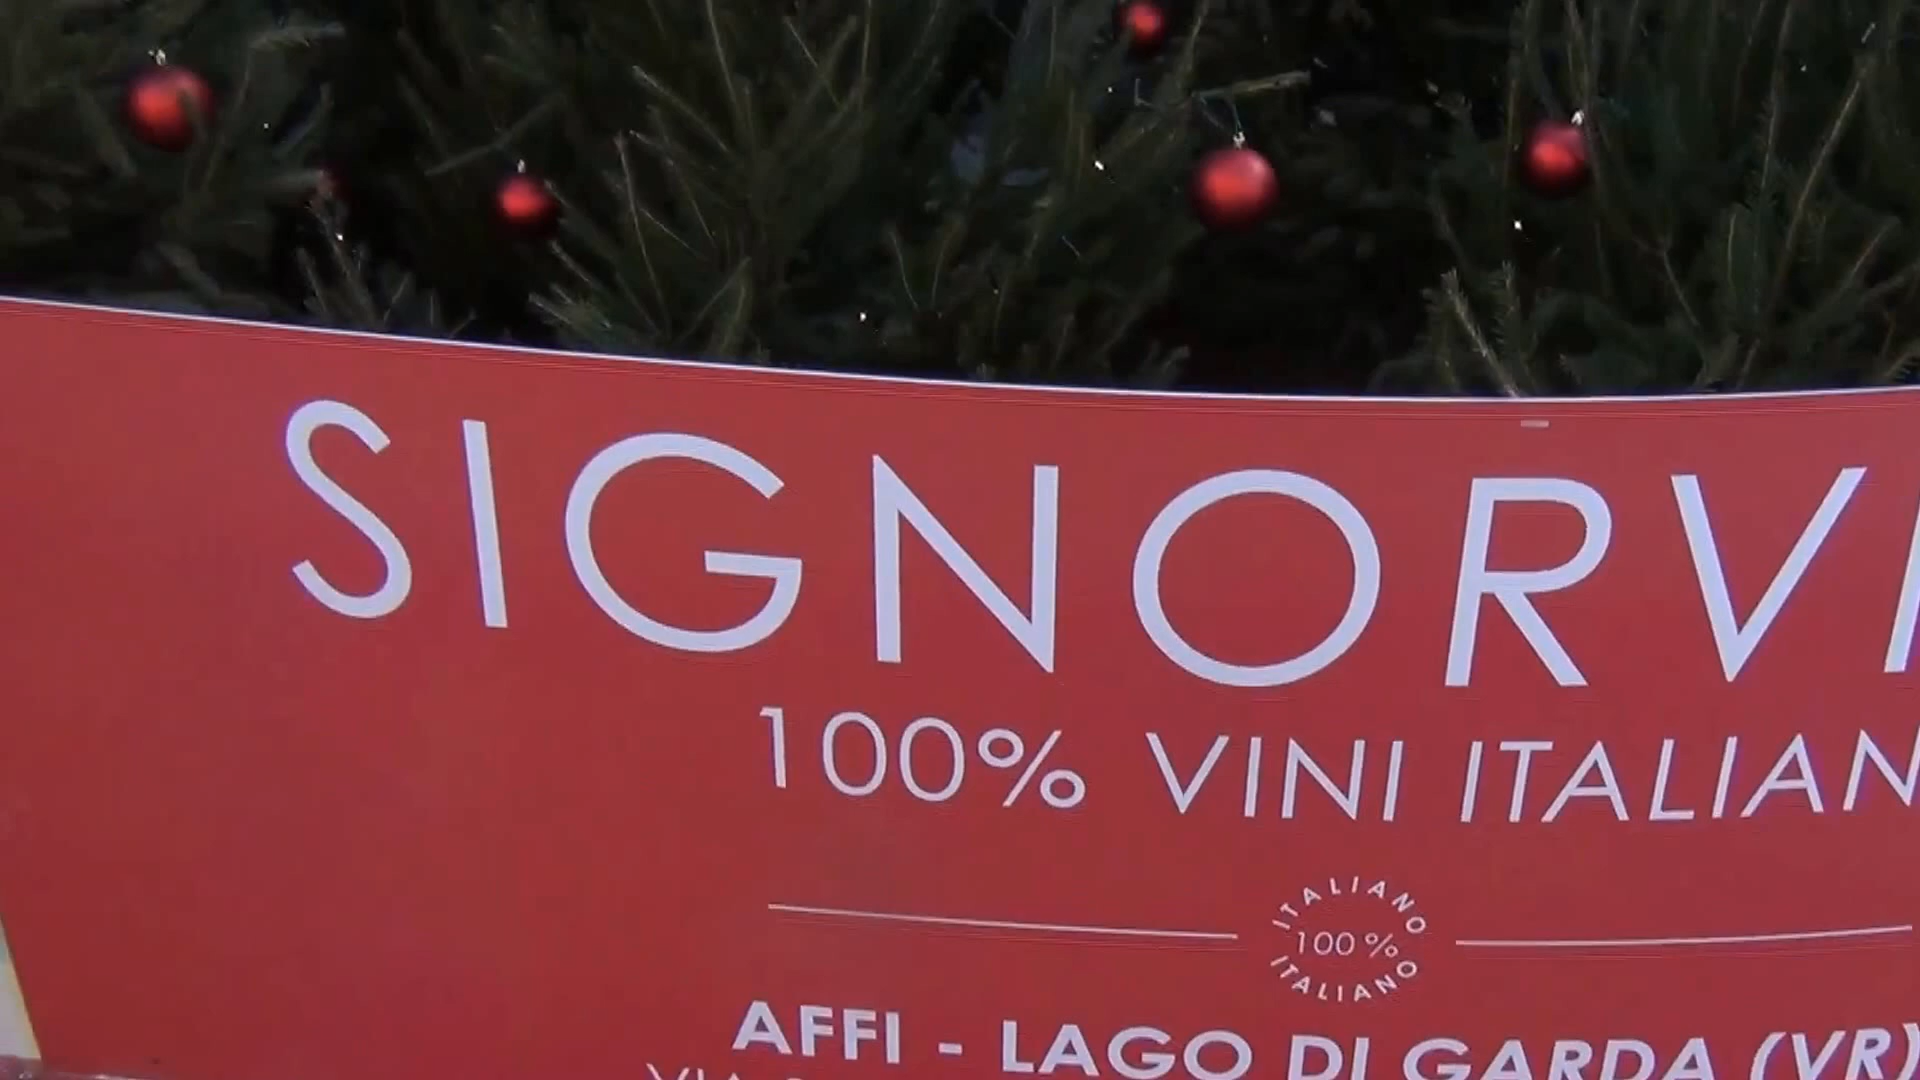 SIGNORV
100% VINI ITALIAN
ITALIANO
100%
ITALIANO
AFFI - LAGO DI GARDA (VR)